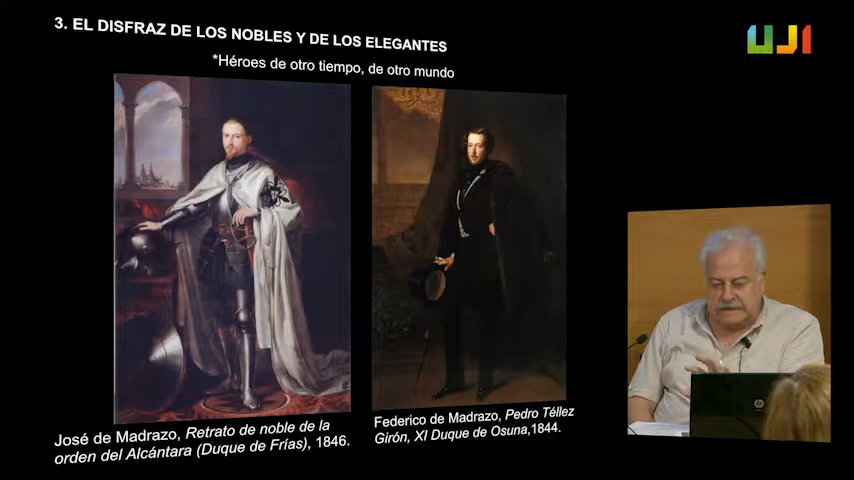 3. EL DISFRAZ DE LOS NOBLES Y DE LOS ELEGANTES
*Héroes de otro tiempo, de otro mundo
UJI
José de Madrazo, Retrato de noble de la
orden del Alcántara (Duque de Frías), 1846.
Federico de Madrazo, Pedro Téllez
Girón, XI Duque de Osuna,1844.
hp